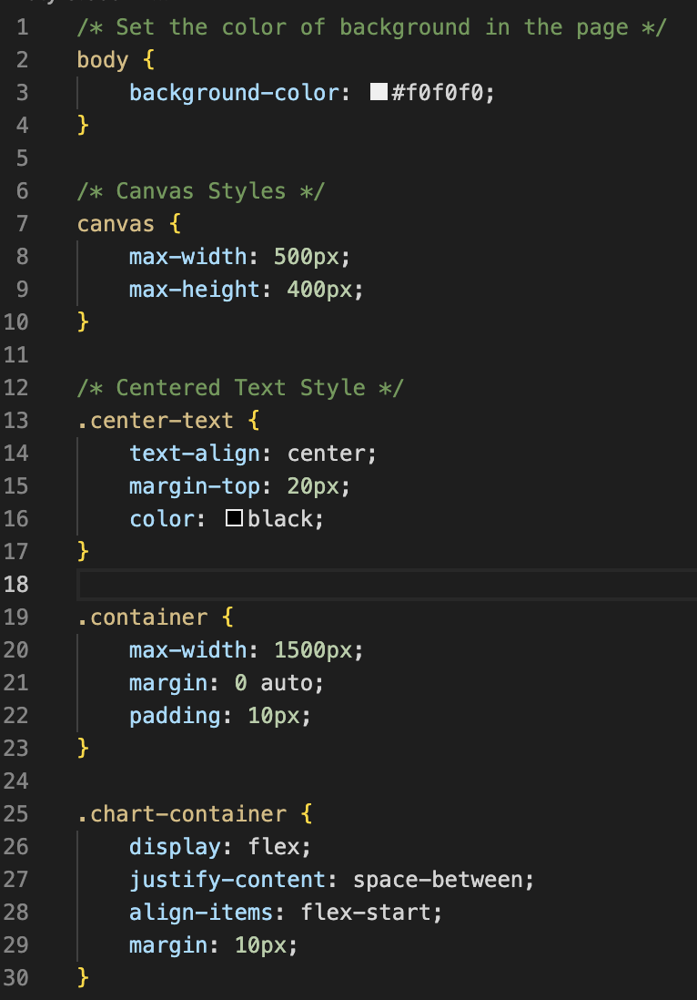 1 /* Set the color of background in the page */
2 body {
3     background-color: #f0f0f0;
4 }
5
6 /* Canvas Styles */
7 canvas {
8     max-width: 500px;
9     max-height: 400px;
10 }
11
12 /* Centered Text Style */
13 .center-text {
14     text-align: center;
15     margin-top: 20px;
16     color: black;
17 }
18
19 .container {
20     max-width: 1500px;
21     margin: 0 auto;
22     padding: 10px;
23 }
24
25 .chart-container {
26     display: flex;
27     justify-content: space-between;
28     align-items: flex-start;
29     margin: 10px;
30 }